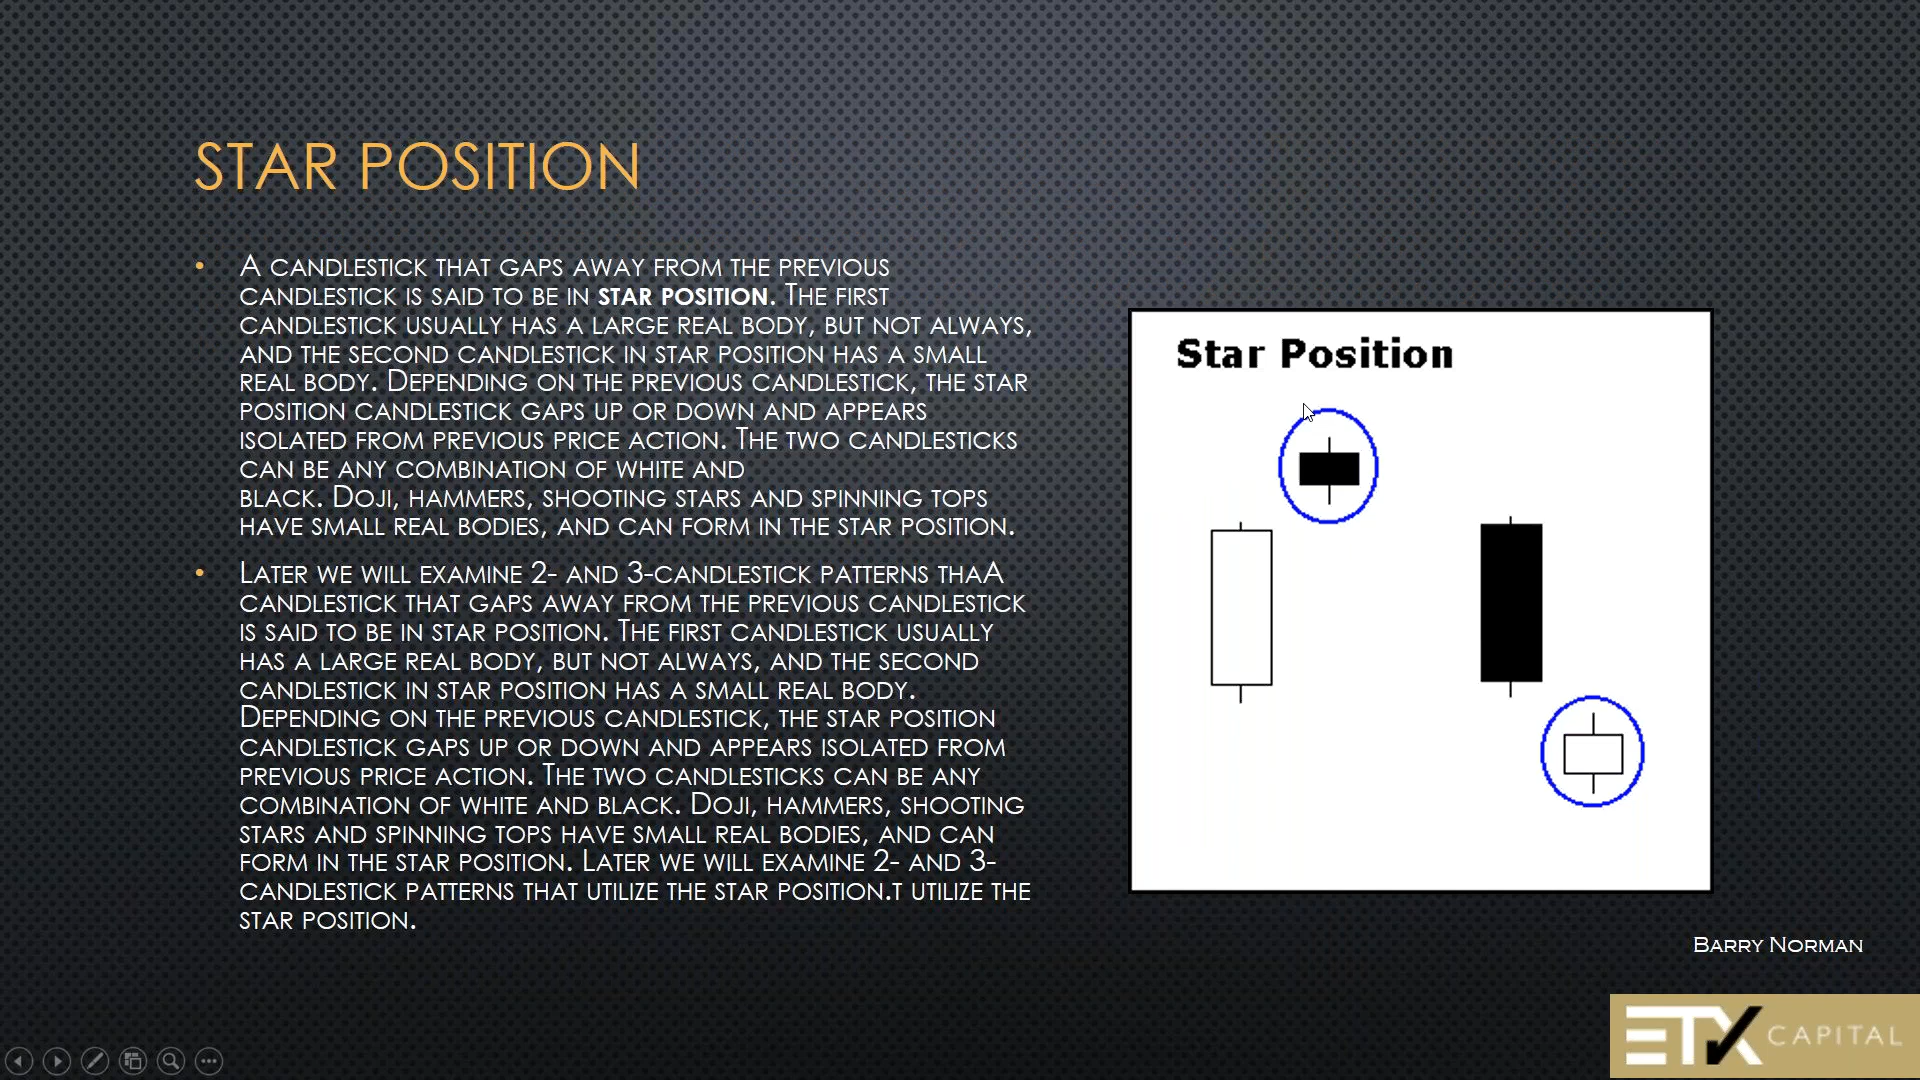 STAR POSITION
• A CANDLESTICK THAT GAPS AWAY FROM THE PREVIOUS
CANDLESTICK IS SAID TO BE IN STAR POSITION. THE FIRST
CANDLESTICK USUALLY HAS A LARGE REAL BODY, BUT NOT ALWAYS,
AND THE SECOND CANDLESTICK IN STAR POSITION HAS A SMALL
REAL BODY. DEPENDING ON THE PREVIOUS CANDLESTICK, THE STAR
POSITION CANDLESTICK GAPS UP OR DOWN AND APPEARS
ISOLATED FROM PREVIOUS PRICE ACTION. THE TWO CANDLESTICKS
CAN BE ANY COMBINATION OF WHITE AND
BLACK. DOJI, HAMMERS, SHOOTING STARS AND SPINNING TOPS
HAVE SMALL REAL BODIES, AND CAN FORM IN THE STAR POSITION.
• LATER WE WILL EXAMINE 2- AND 3-CANDLESTICK PATTERNS THAA
CANDLESTICK THAT GAPS AWAY FROM THE PREVIOUS CANDLESTICK
IS SAID TO BE IN STAR POSITION. THE FIRST CANDLESTICK USUALLY
HAS A LARGE REAL BODY, BUT NOT ALWAYS, AND THE SECOND
CANDLESTICK IN STAR POSITION HAS A SMALL REAL BODY.
DEPENDING ON THE PREVIOUS CANDLESTICK, THE STAR POSITION
CANDLESTICK GAPS UP OR DOWN AND APPEARS ISOLATED FROM
PREVIOUS PRICE ACTION. THE TWO CANDLESTICKS CAN BE ANY
COMBINATION OF WHITE AND BLACK. DOJI, HAMMERS, SHOOTING
STARS AND SPINNING TOPS HAVE SMALL REAL BODIES, AND CAN
FORM IN THE STAR POSITION. LATER WE WILL EXAMINE 2- AND 3-
CANDLESTICK PATTERNS THAT UTILIZE THE STAR POSITION.T UTILIZE THE
STAR POSITION.
Star Position
BARRY NORMAN
ETX CAPITAL